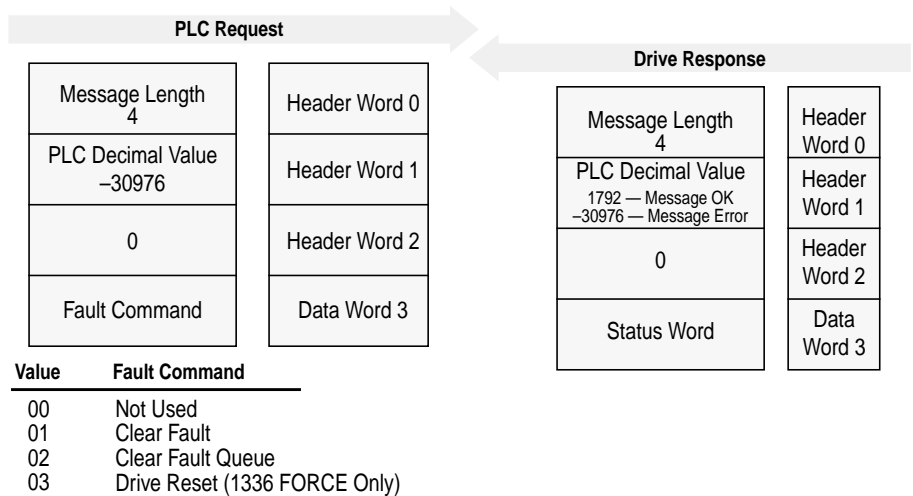 PLC Request
Message Length
4
Header Word 0
PLC Decimal Value
–30976
Header Word 1
0
Header Word 2
Fault Command
Data Word 3
Drive Response
Message Length
4
Header
Word 0
PLC Decimal Value
1792 — Message OK
–30976 — Message Error
Header
Word 1
0
Header
Word 2
Status Word
Data
Word 3
Value Fault Command
00 Not Used
01 Clear Fault
02 Clear Fault Queue
03 Drive Reset (1336 FORCE Only)